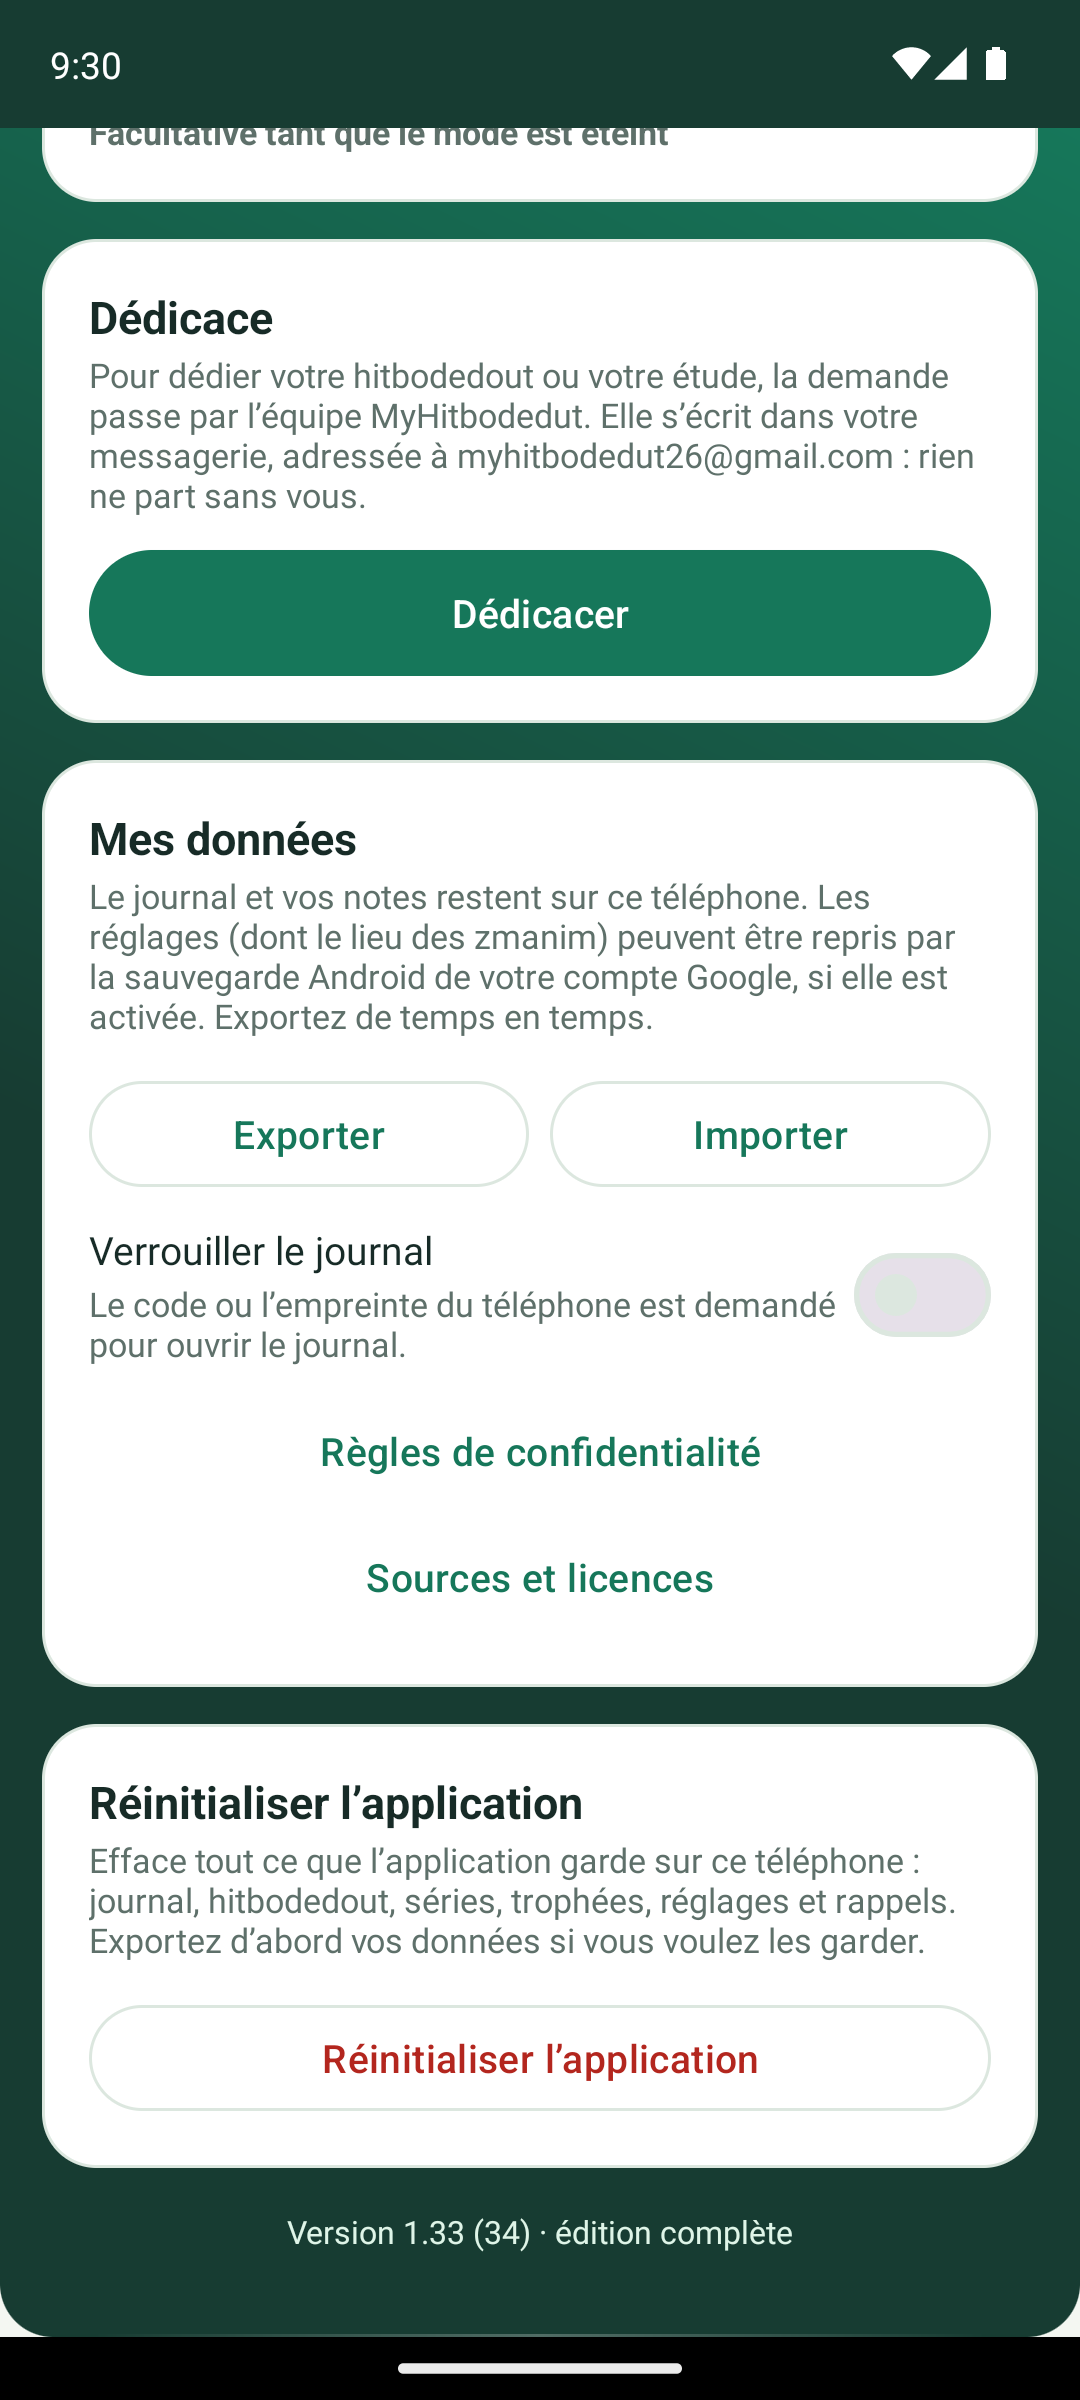 9:30
Facultative tant que le mode est éteint
Dédicace
Pour dédier votre hitbodedout ou votre étude, la demande
passe par l’équipe MyHitbodedut. Elle s’écrit dans votre
messagerie, adressée à myhitbodedut26@gmail.com : rien
ne part sans vous.
Dédicacer
Mes données
Le journal et vos notes restent sur ce téléphone. Les
réglages (dont le lieu des zmanim) peuvent être repris par
la sauvegarde Android de votre compte Google, si elle est
activée. Exportez de temps en temps.
Exporter
Importer
Verrouiller le journal
Le code ou l’empreinte du téléphone est demandé
pour ouvrir le journal.
Règles de confidentialité
Sources et licences
Réinitialiser l’application
Efface tout ce que l’application garde sur ce téléphone :
journal, hitbodedout, séries, trophées, réglages et rappels.
Exportez d’abord vos données si vous voulez les garder.
Réinitialiser l’application
Version 1.33 (34) · édition complète